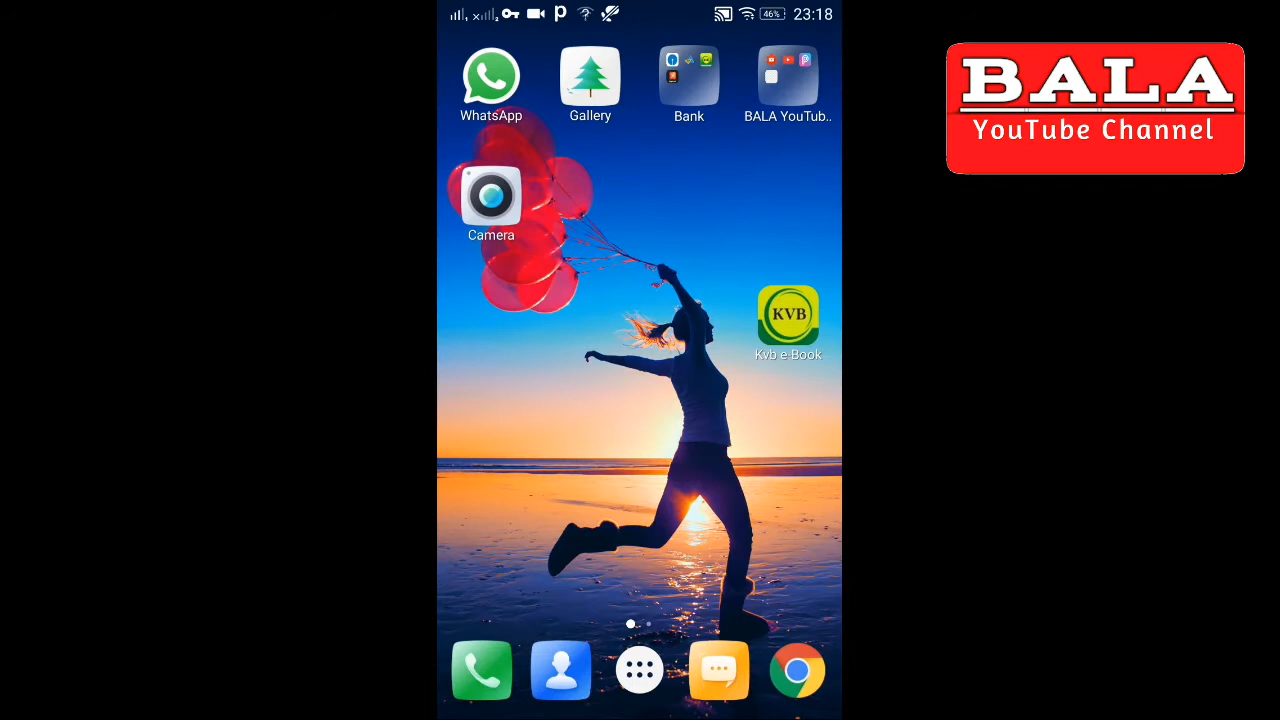 46%
23:18
WhatsApp
Gallery
Bank
BALA YouTub..
BALA
YouTube Channel
Camera
KVB
Kvb e-Book